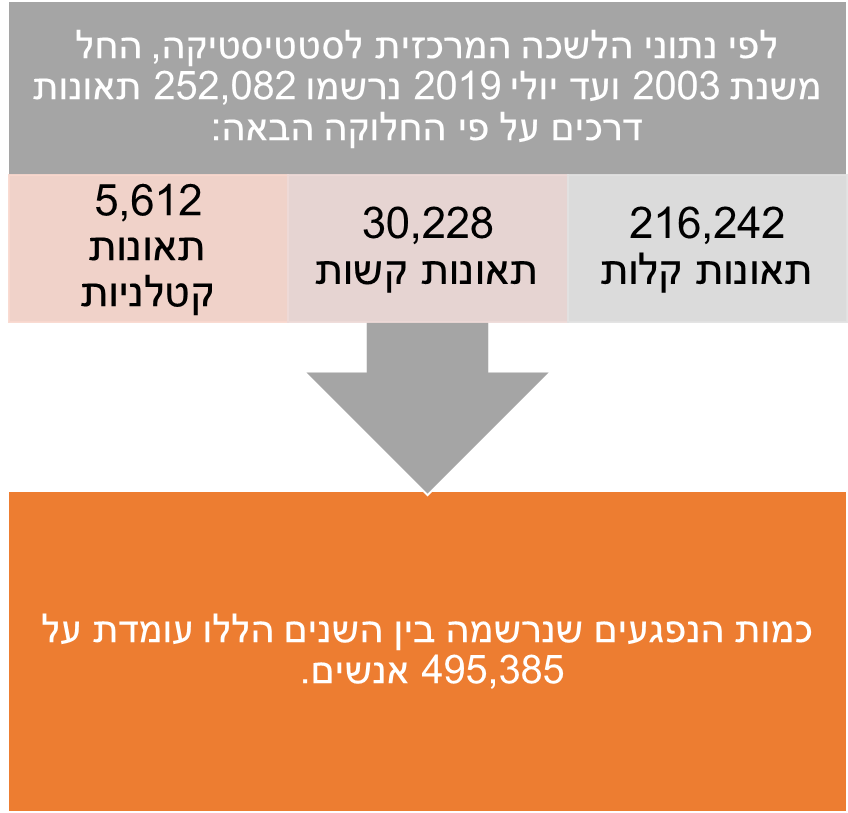 לפי נתוני הלשכה המרכזית לסטטיסטיקה, החל
משנת 2003 ועד יולי 2019 נרשמו 252,082 תאונות
דרכים על פי החלוקה הבאה:
216,242
תאונות קלות
30,228
תאונות קשות
5,612
תאונות
קטלניות
כמות הנפגעים שנרשמה בין השנים הללו עומדת על
495,385 אנשים.